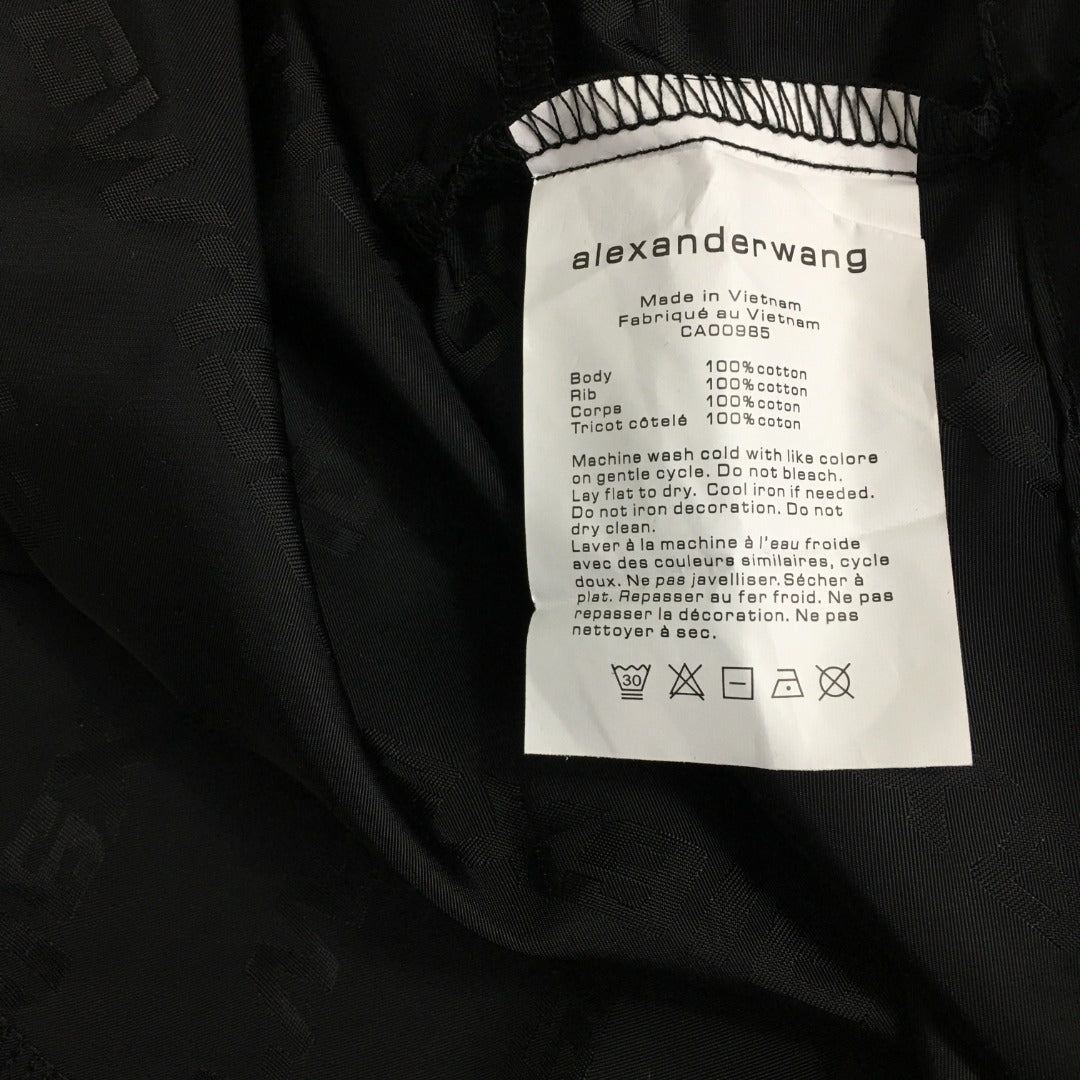 alexanderwang
Made in Vietnam
Fabriqué au Vietnam
CA00985
Body 100%cotton
Rib 100%cotton
Corps 100%coton
Tricot côtelé 100%coton
Machine wash cold with like colore
on gentle cycle. Do not bleach.
Lay flat to dry. Cool iron if needed.
Do not iron decoration. Do not
dry clean.
Laver à la machine à l'eau froide
avec des couleurs similaires, cycle
doux. Ne pas javelliser. Sécher à
plat. Repasser au fer froid. Ne pas
repasser la décoration. Ne pas
nettoyer à sec.
30